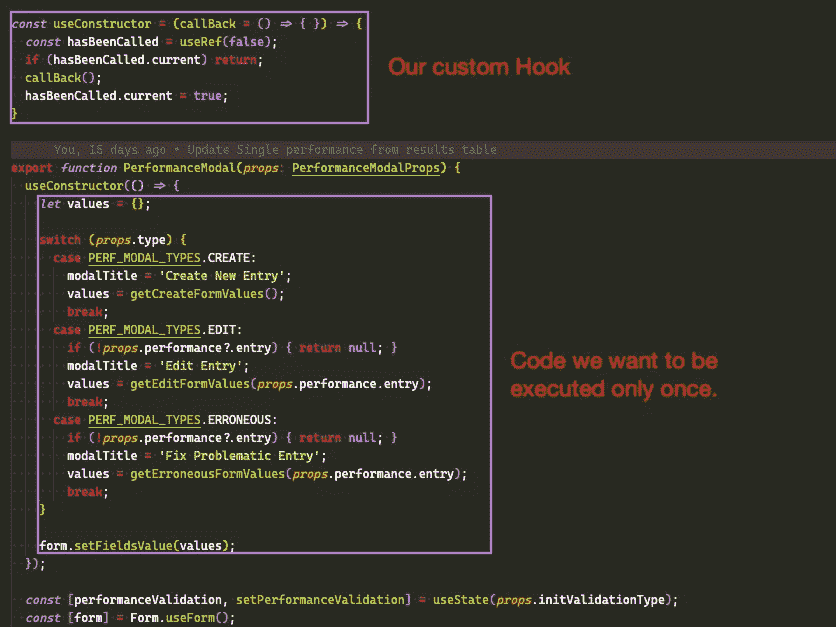 const useConstructor = (callBack = () => { }) => {
const hasBeenCalled = useRef(false);
if (hasBeenCalled.current) return;
callBack();
hasBeenCalled.current = true;
}
Our custom Hook
You, 15 days ago • Update Single performance from results table
export function PerformanceModal(props: PerformanceModalProps) {
useConstructor(() => {
let values = {};
switch (props.type) {
case PERF_MODAL_TYPES.CREATE:
modalTitle = 'Create New Entry';
values = getCreateFormValues();
break;
case PERF_MODAL_TYPES.EDIT:
if (!props.performance?.entry) { return null; }
modalTitle = 'Edit Entry';
values = getEditFormValues(props.performance.entry);
break;
case PERF_MODAL_TYPES.ERRONEOUS:
if (!props.performance?.entry) { return null; }
modalTitle = 'Fix Problematic Entry';
values = getErroneousFormValues(props.performance.entry);
break;
}
form.setFieldsValue(values);
});
Code we want to be
executed only once.
const [performanceValidation, setPerformanceValidation] = useState(props.initValidationType);
const [form] = Form.useForm();